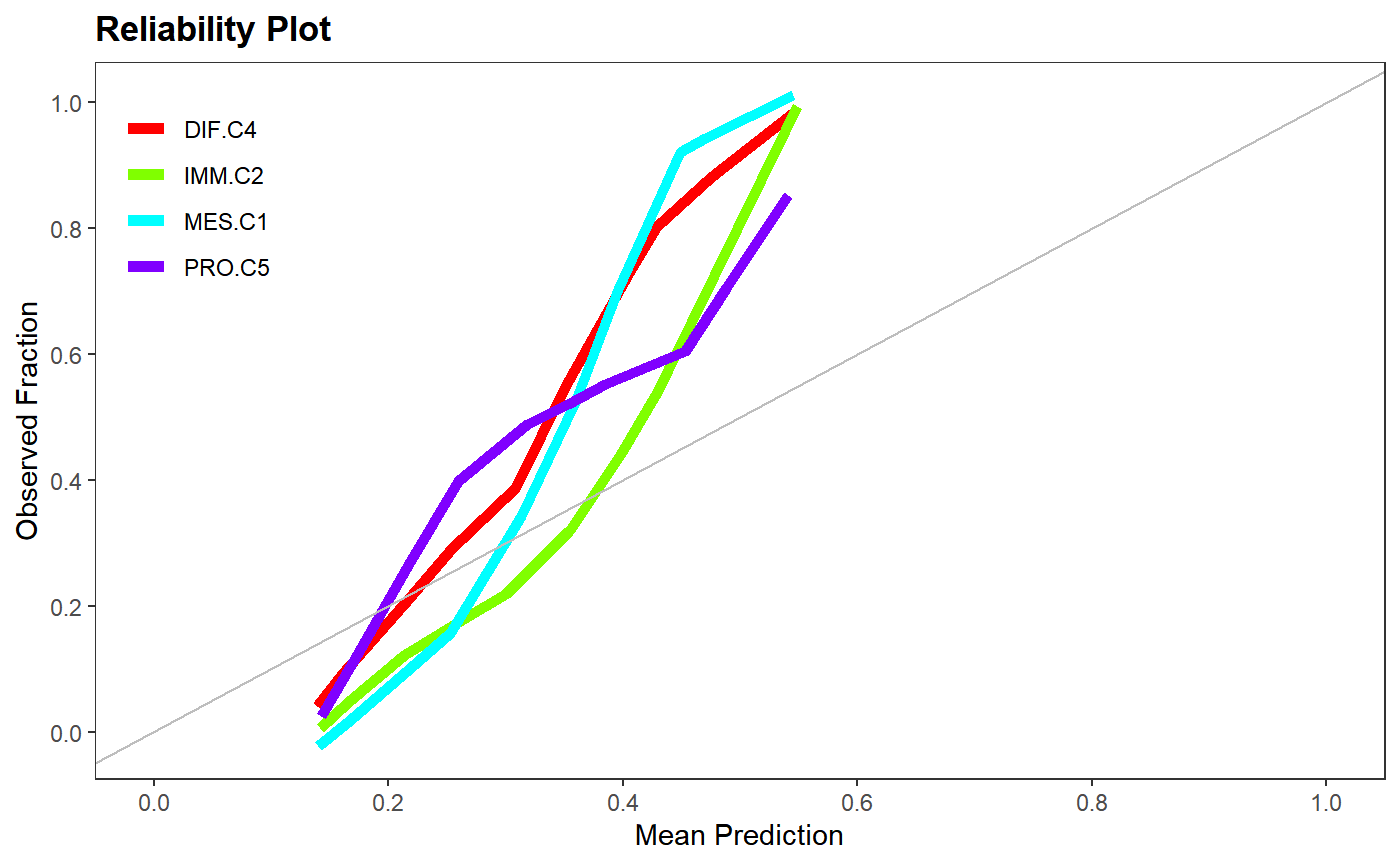 Reliability Plot
1.0
0.8
0.6
0.4
0.2
0.0
Observed Fraction
DIF.C4
IMM.C2
MES.C1
PRO.C5
0.0 0.2 0.4 0.6 0.8 1.0
Mean Prediction